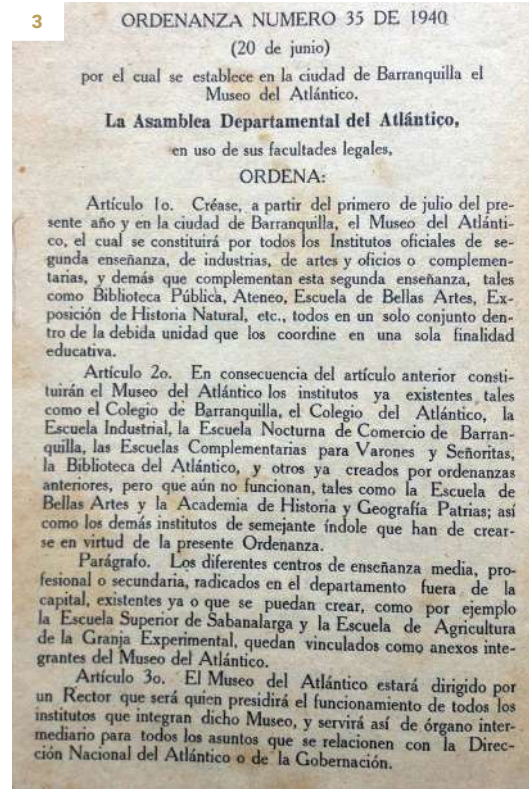 3
ORDENANZA NUMERO 35 DE 1940
(20 de junio)
por el cual se establece en la ciudad de Barranquilla el
Museo del Atlántico.
La Asamblea Departamental del Atlántico,
en uso de sus facultades legales,
ORDENA:
Artículo 1o. Créase, a partir del primero de julio del pre-
sente año y en la ciudad de Barranquilla, el Museo del Atlánti-
co, el cual se constituirá por todos los Institutos oficiales de se-
gunda enseñanza, de industrias, de artes y oficios o complemen-
tarias, y demás que complementan esta segunda enseñanza, tales
como Biblioteca Pública, Ateneo, Escuela de Bellas Artes, Ex-
posición de Historia Natural, etc., todos en un solo conjunto den-
tro de la debida unidad que los coordine en una sola finalidad
educativa.
Artículo 2o. En consecuencia del artículo anterior consti-
tuirán el Museo del Atlántico los institutos ya existentes tales
como el Colegio de Barranquilla, el Colegio del Atlántico, la
Escuela Industrial, la Escuela Nocturna de Comercio de Barran-
quilla, las Escuelas Complementarias para Varones y Señoritas,
la Biblioteca del Atlántico, y otros ya creados por ordenanzas
anteriores, pero que aún no funcionan, tales como la Escuela de
Bellas Artes y la Academia de Historia y Geografía Patrias; así
como los demás institutos de semejante índole que han de crear-
se en virtud de la presente Ordenanza.
Parágrafo. Los diferentes centros de enseñanza media, pro-
fesional o secundaria, radicados en el departamento fuera de la
capital, existentes ya o que se puedan crear, como por ejemplo
la Escuela Superior de Sabanalarga y la Escuela de Agricultura
de la Granja Experimental, quedan vinculados como anexos inte-
grantes del Museo del Atlántico.
Artículo 3o. El Museo del Atlántico estará dirigido por
un Rector que será quien presidirá el funcionamiento de todos los
institutos que integran dicho Museo, y servirá así de órgano inter-
mediario para todos los asuntos que se relacionen con la Direc-
ción Nacional del Atlántico o de la Gobernación.